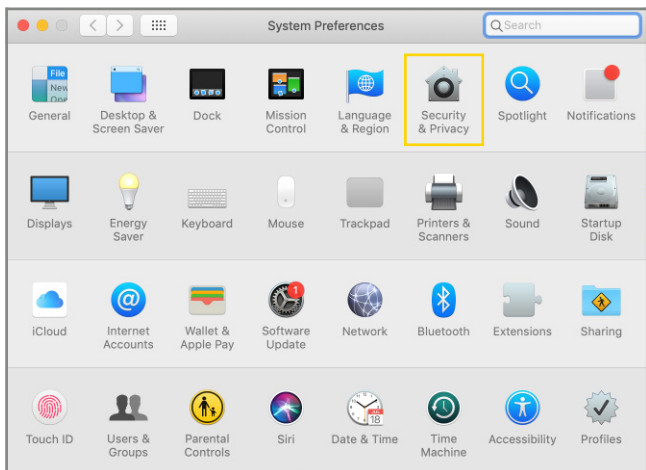 System Preferences
Search
File
New
One
General
Desktop &
Screen Saver
Dock
Mission
Control
Language
& Region
Security
& Privacy
Spotlight
Notifications
Displays
Energy
Saver
Keyboard
Mouse
Trackpad
Printers &
Scanners
Sound
Startup
Disk
iCloud
@
Internet
Accounts
Wallet &
Apple Pay
1
Software
Update
Network
Bluetooth
Extensions
Sharing
Touch ID
Users &
Groups
Parental
Controls
Siri
JUL
18
Date & Time
Time
Machine
Accessibility
Profiles